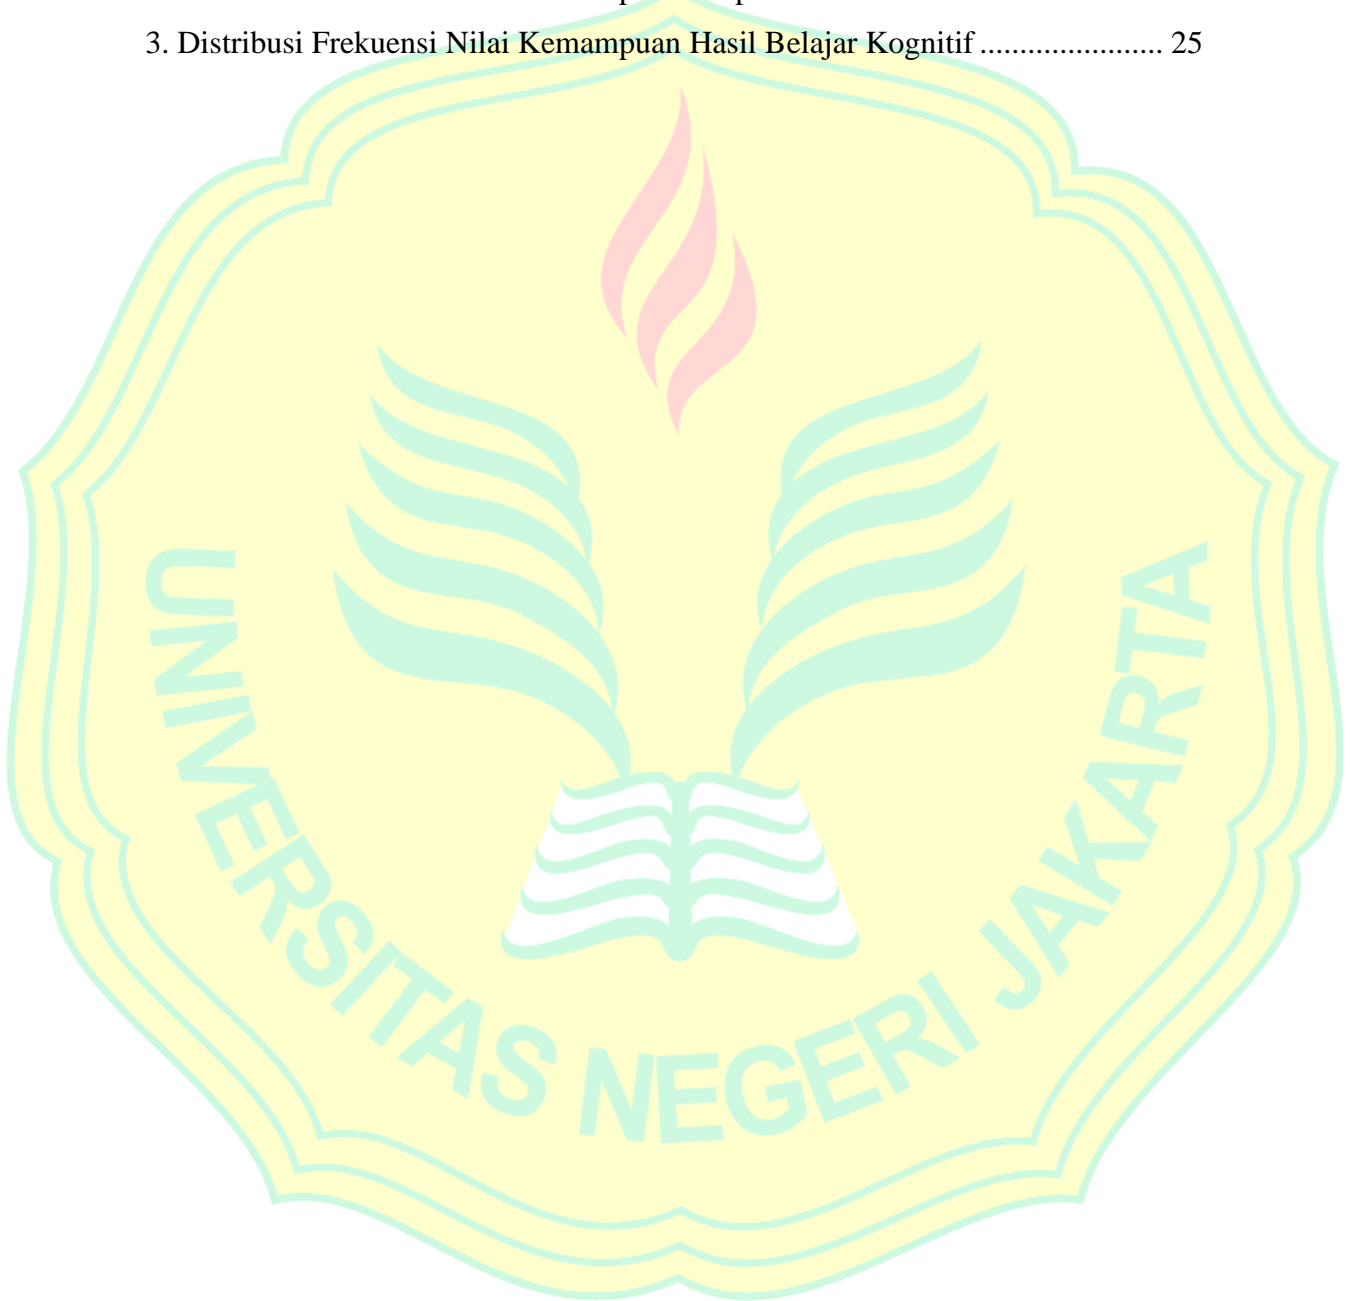 3. Distribusi Frekuensi Nilai Kemampuan Hasil Belajar Kognitif ....................... 25
UNIVERSITAS NEGERI JAKARTA